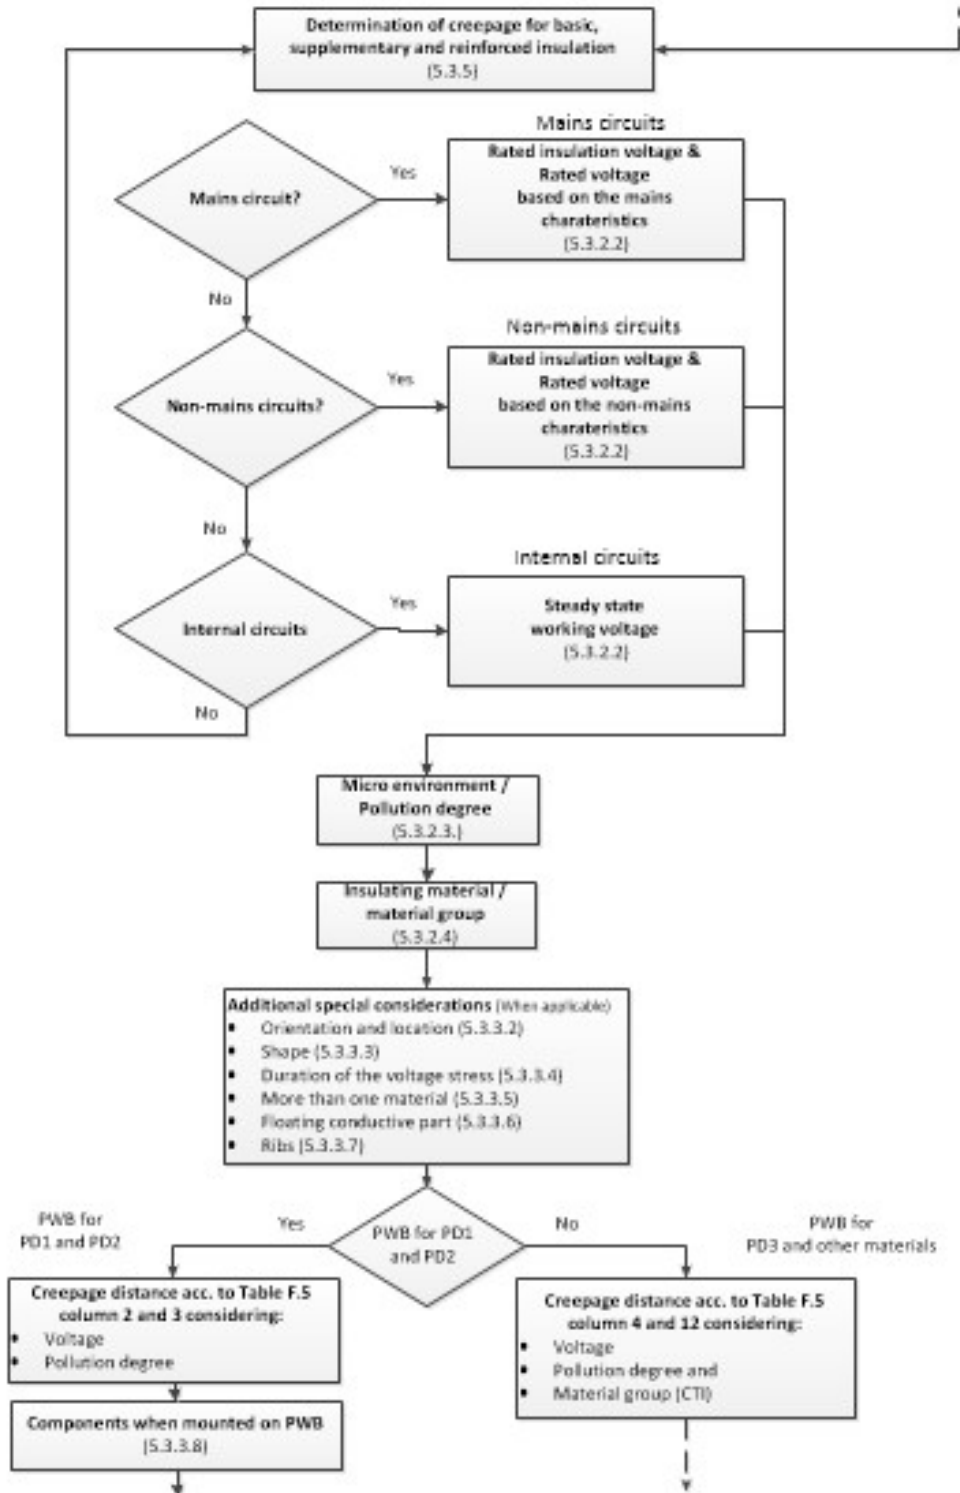 Determination of creepage for basic,
supplementary and reinforced insulation
(5.3.5)
Mains circuits
Mains circuit?
Yes
Rated insulation voltage &
Rated voltage
based on the mains
charateristics
(5.3.2.2)
No
Non-mains circuits
Non-mains circuits?
Yes
Rated insulation voltage &
Rated voltage
based on the non-mains
charateristics
(5.3.2.2)
No
Internal circuits
Internal circuits
Yes
Steady state
working voltage
(5.3.2.2)
No
Micro environment /
Pollution degree
(5.3.2.3.)
Insulating material /
material group
(5.3.2.4)
Additional special considerations (When applicable)
• Orientation and location (5.3.3.2)
• Shape (5.3.3.3)
• Duration of the voltage stress (5.3.3.4)
• More than one material (5.3.3.5)
• Floating conductive part (5.3.3.6)
• Ribs (5.3.3.7)
PWB for PD1
and PD2
Yes
No
PWB for
PD1 and PD2
PWB for
PD3 and other materials
Creepage distance acc. to Table F.5
column 2 and 3 considering:
• Voltage
• Pollution degree
Components when mounted on PWB
(5.3.3.8)
Creepage distance acc. to Table F.5
column 4 and 12 considering:
• Voltage
• Pollution degree and
• Material group (CTI)